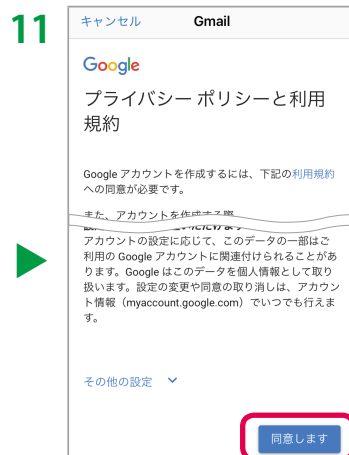 11
キャンセル Gmail
Google
プライバシー ポリシーと利用
規約
Google アカウントを作成するには、下記の利用規約
への同意が必要です。
また、アカウントを作成する際
アカウントの設定に応じて、このデータの一部はご
利用の Google アカウントに関連付けられることがあ
ります。Google はこのデータを個人情報として取り
扱います。設定の変更や同意の取り消しは、アカウン
ト情報（myaccount.google.com）でいつでも行えま
す。
その他の設定
同意します